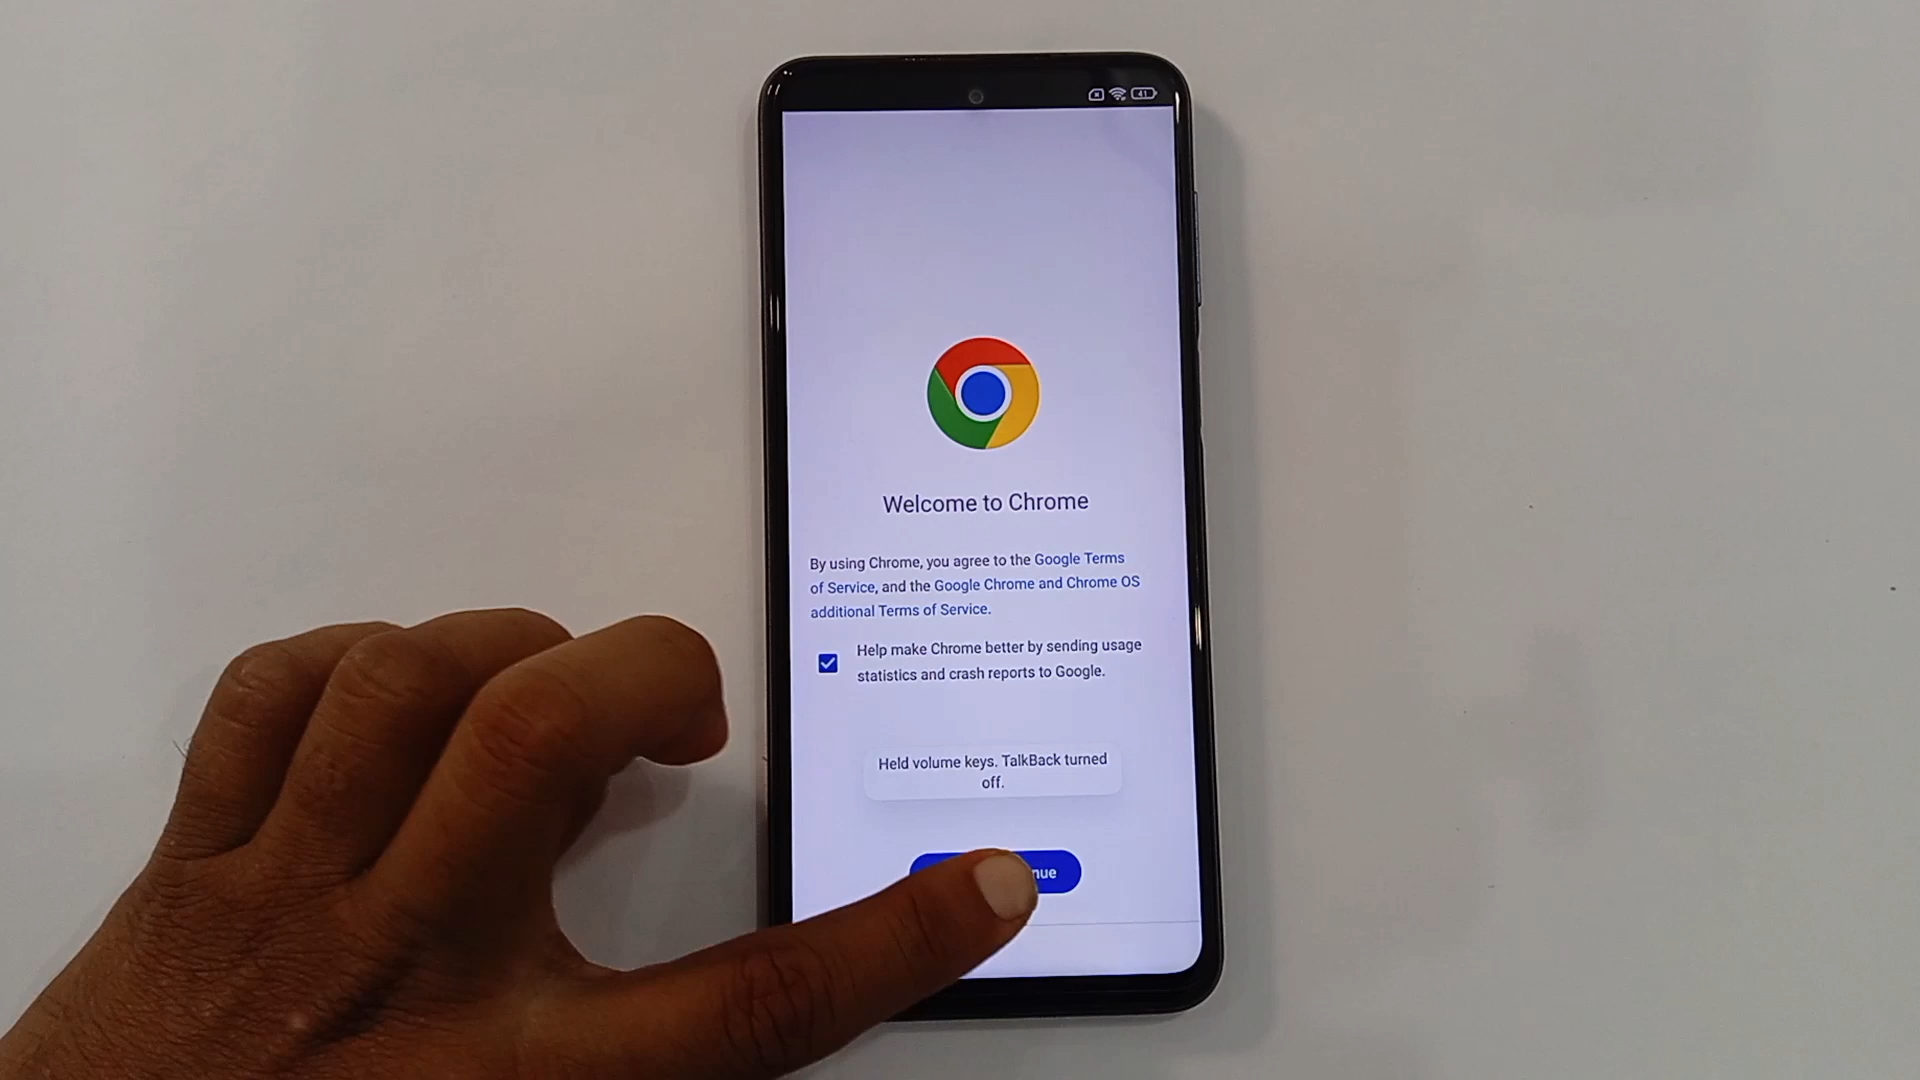 41
Welcome to Chrome
By using Chrome, you agree to the Google Terms
of Service, and the Google Chrome and Chrome OS
additional Terms of Service.
Help make Chrome better by sending usage
statistics and crash reports to Google.
Held volume keys. TalkBack turned
off.